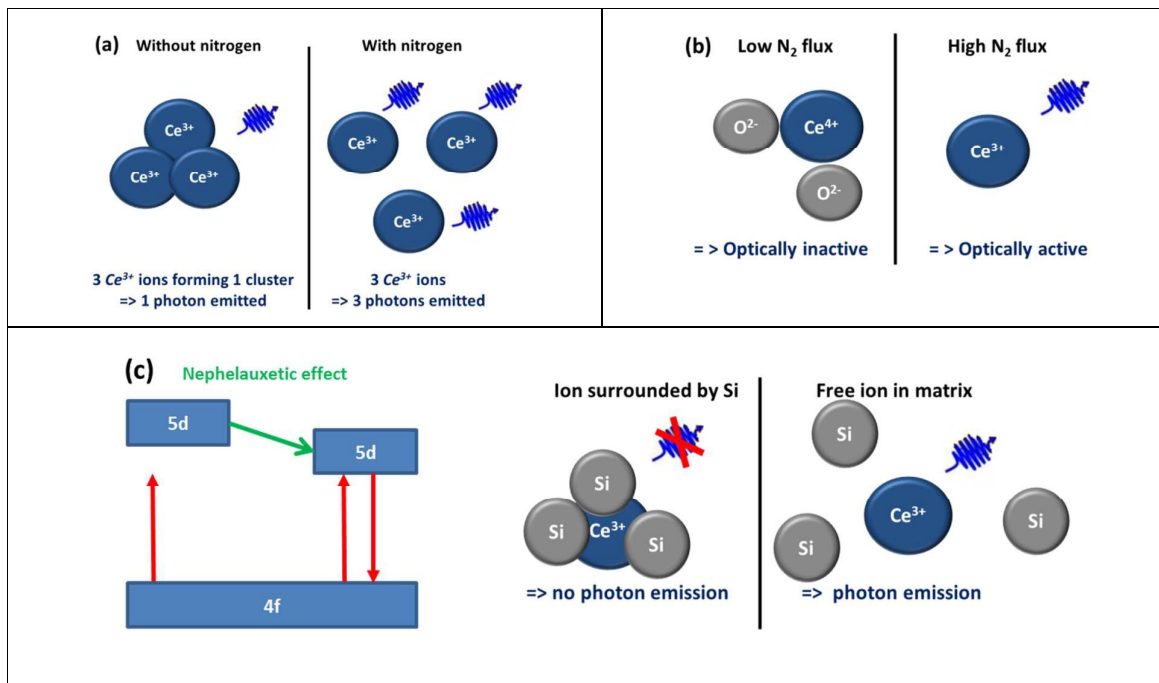 (a)
Without nitrogen
With nitrogen
Ce³⁺
Ce³⁺
Ce³⁺
Ce³⁺
Ce³⁺
Ce³⁺
3 Ce³⁺ ions forming 1 cluster
=> 1 photon emitted
3 Ce³⁺ ions
=> 3 photons emitted
(b)
Low N₂ flux
High N₂ flux
O²⁻
Ce⁴⁺
O²⁻
Ce³⁺
= > Optically inactive
=> Optically active
(c)
Nephelauxetic effect
5d
5d
4f
Ion surrounded by Si
Si
Si
Ce³⁺
Si
=> no photon emission
Free ion in matrix
Si
Ce³⁺
Si
Si
=> photon emission